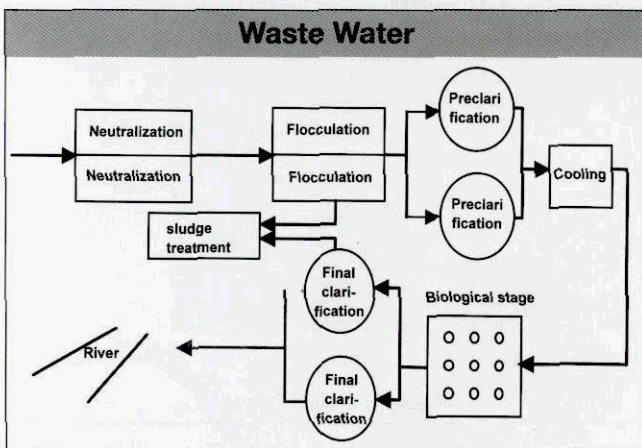 Waste Water
Neutralization
Neutralization
Flocculation
Flocculation
Preclari
fication
Preclari
fication
Cooling
sludge
treatment
Final
clari-
fication
Final
clari-
fication
Biological stage
River